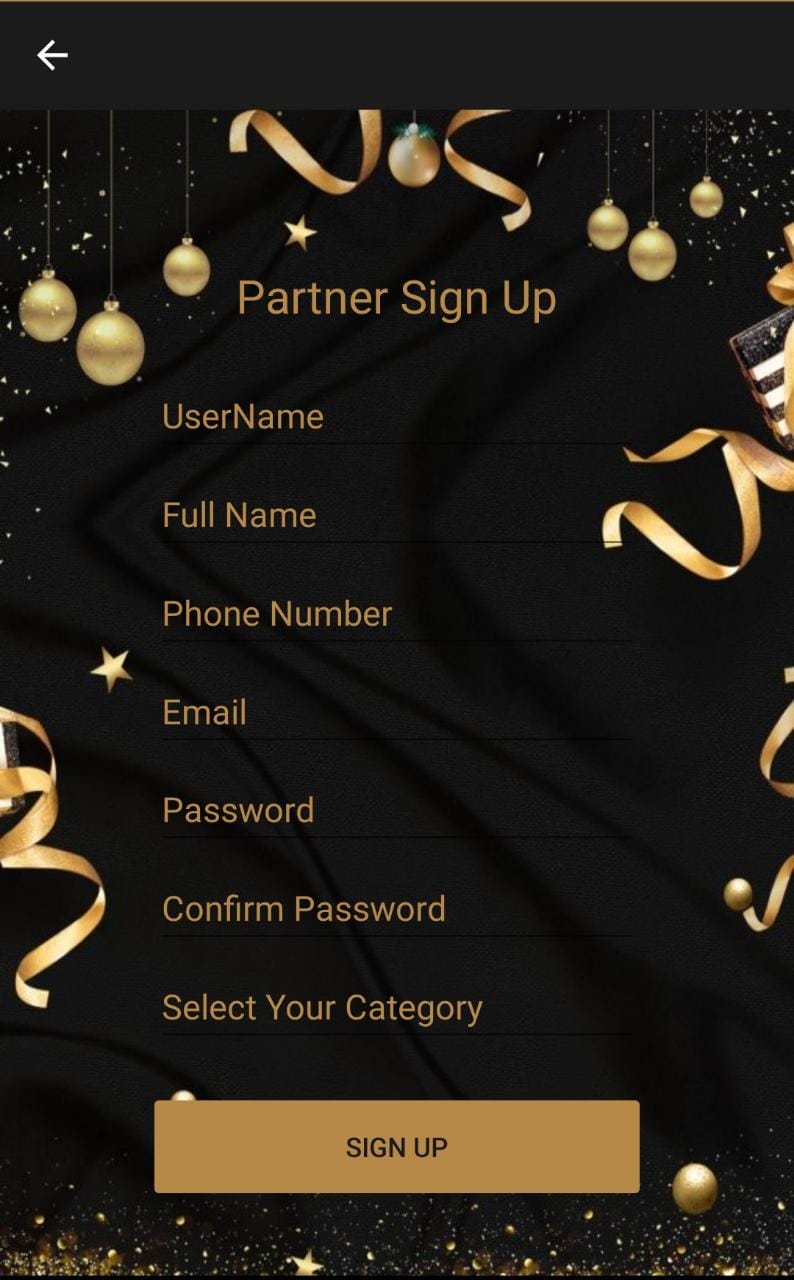 Partner Sign Up
UserName
Full Name
Phone Number
Email
Password
Confirm Password
Select Your Category
SIGN UP